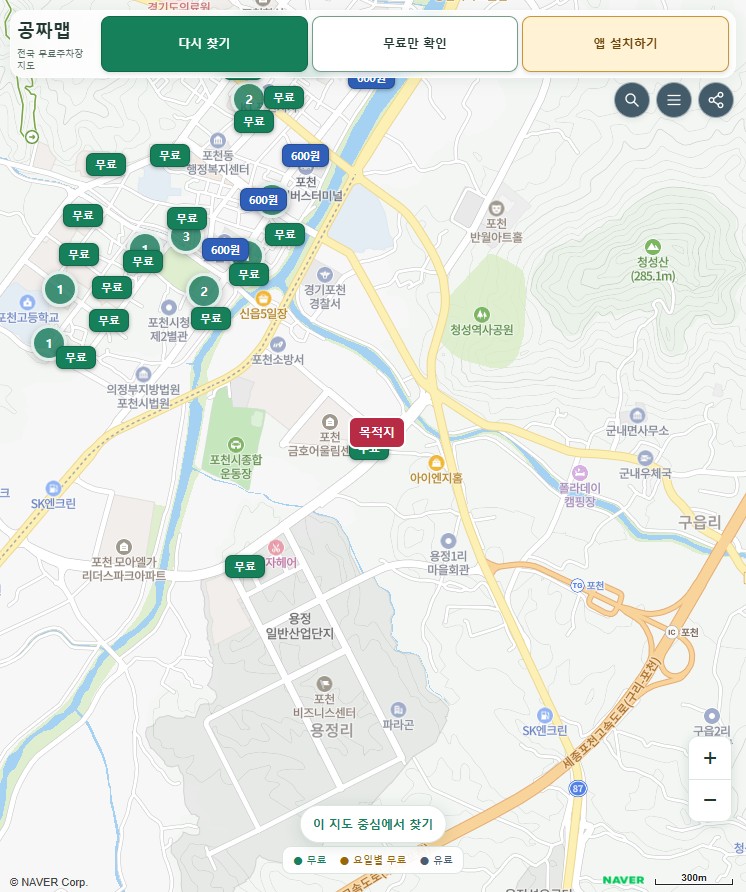 경기도의료원
공짜맵
전국 무료주차장
지도
다시 찾기
무료만 확인
앱 설치하기
600원
2
무료
무료
포천동
행정복지센터
무료
무료
600원
포천
600원
무료
무료
3
포천
반월아트홀
무료
600원
무료
1
무료
청성산
(285.1m)
무료
경기포천
경찰서
1
무료
2
신읍5일장
포천고등학교
포천시청
제2별관
무료
무료
청성역사공원
1
무료
포천소방서
의정부지방법원
포천시법원
포천
금호어울림센
목적지
무료
군내면사무소
포천시종합
운동장
군내우체국
아이엔지홈
폴라데이
캠핑장
SK엔크린
구읍리
포천 모아엘가
리더스파크아파트
자헤어
무료
용정1리
마을회관
TG 포천
용정
일반산업단지
IC 포천
포천
비즈니스센터
파라곤
용정리
SK엔크린
구읍2리
세종포천고속도로(구리-포천)
87
+
−
이 지도 중심에서 찾기
무료
요일별 무료
유료
© NAVER Corp.
NAVER
300m